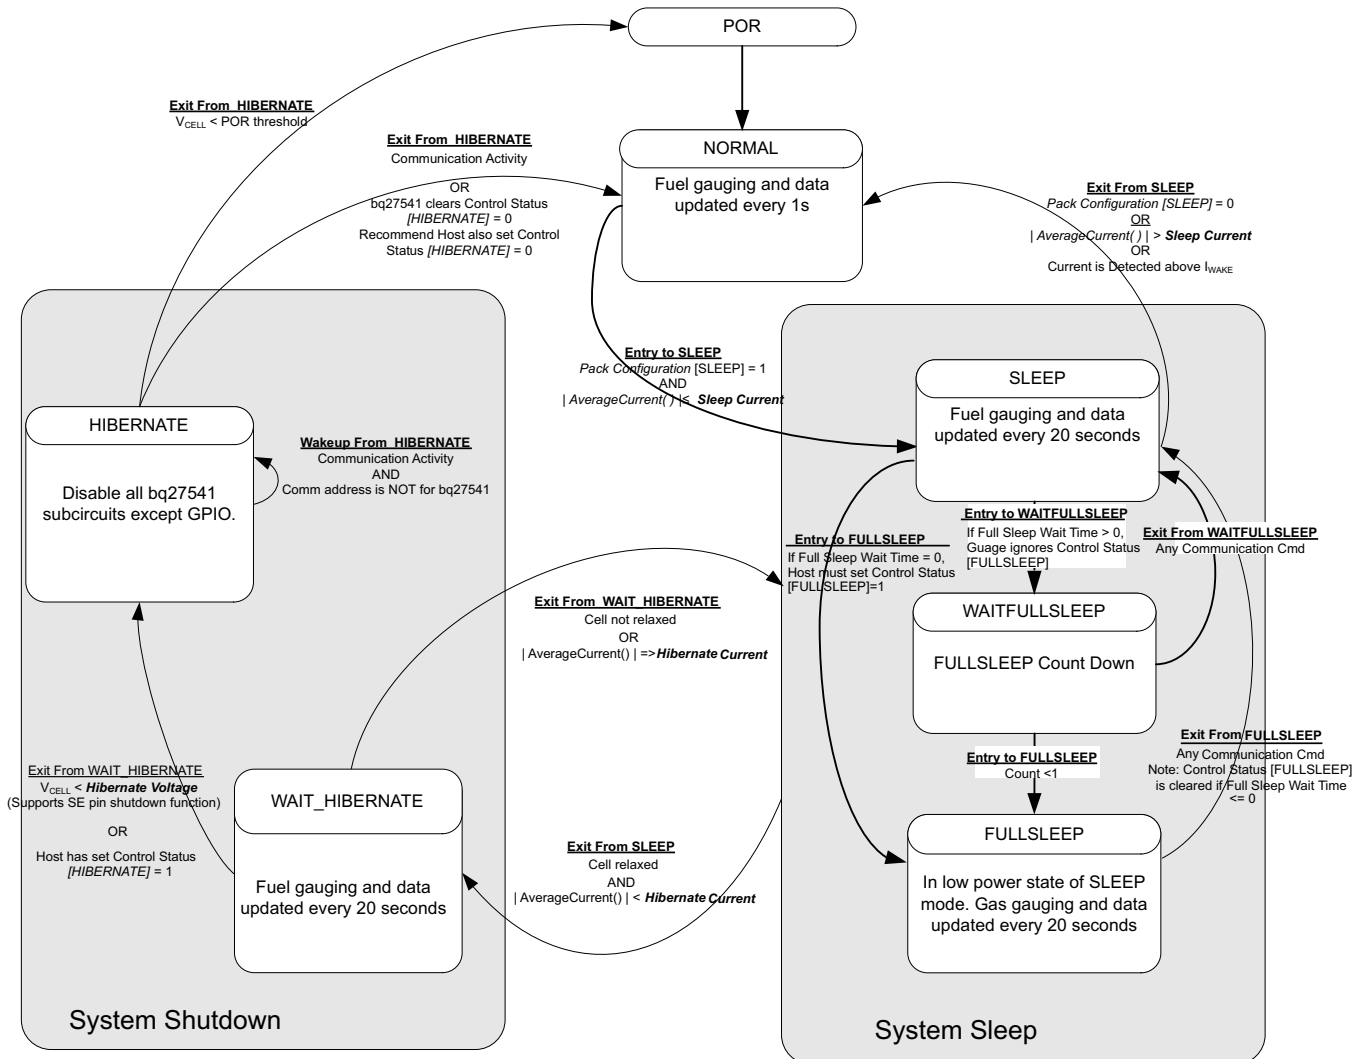 POR
Exit From HIBERNATE
VCELL < POR threshold
Exit From HIBERNATE
Communication Activity
OR
bq27541 clears Control Status
[HIBERNATE] = 0
Recommend Host also set Control
Status [HIBERNATE] = 0
NORMAL
Fuel gauging and data
updated every 1s
Exit From SLEEP
Pack Configuration [SLEEP] = 0
OR
| AverageCurrent( ) | > Sleep Current
OR
Current is Detected above IWAKE
Entry to SLEEP
Pack Configuration [SLEEP] = 1
AND
| AverageCurrent( ) |≤ Sleep Current
HIBERNATE
Disable all bq27541
subcircuits except GPIO.
Wakeup From HIBERNATE
Communication Activity
AND
Comm address is NOT for bq27541
SLEEP
Fuel gauging and data
updated every 20 seconds
Entry to FULLSLEEP
If Full Sleep Wait Time = 0,
Host must set Control Status
[FULLSLEEP]=1
Entry to WAITFULLSLEEP
If Full Sleep Wait Time > 0,
Guage ignores Control Status
[FULLSLEEP]
Exit From WAITFULLSLEEP
Any Communication Cmd
WAITFULLSLEEP
FULLSLEEP Count Down
Exit From WAIT_HIBERNATE
Cell not relaxed
OR
| AverageCurrent() | =>Hibernate Current
Entry to FULLSLEEP
Count <1
Exit From FULLSLEEP
Any Communication Cmd
Note: Control Status [FULLSLEEP]
is cleared if Full Sleep Wait Time
<= 0
Exit From WAIT_HIBERNATE
VCELL < Hibernate Voltage
(Supports SE pin shutdown function)
OR
Host has set Control Status
[HIBERNATE] = 1
WAIT_HIBERNATE
Fuel gauging and data
updated every 20 seconds
Exit From SLEEP
Cell relaxed
AND
| AverageCurrent() | < Hibernate Current
FULLSLEEP
In low power state of SLEEP
mode. Gas gauging and data
updated every 20 seconds
System Shutdown
System Sleep